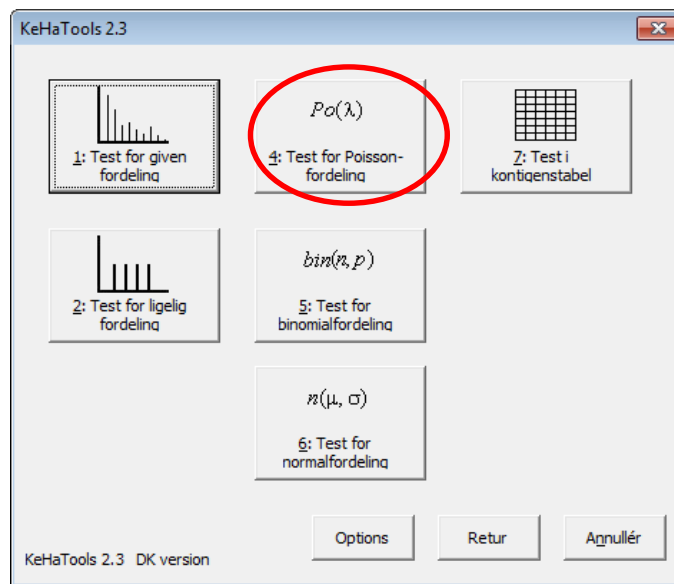 KeHaTools 2.3
1: Test for given
fordeling
Po(λ)
4: Test for Poisson-
fordeling
7: Test i
kontigenstabel
2: Test for ligelig
fordeling
bin(n, p)
5: Test for
binomialfordeling
n(μ, σ)
6: Test for
normalfordeling
Options
Retur
Annullér
KeHaTools 2.3 DK version